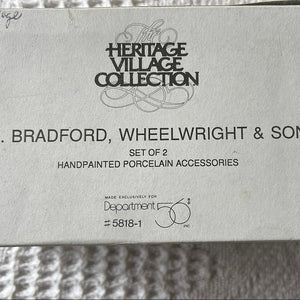 The
HERITAGE
VILLAGE
COLLECTION
. BRADFORD, WHEELWRIGHT & SON
SET OF 2
HANDPAINTED PORCELAIN ACCESSORIES
MADE EXCLUSIVELY FOR
Department 56 INC
#5818-1